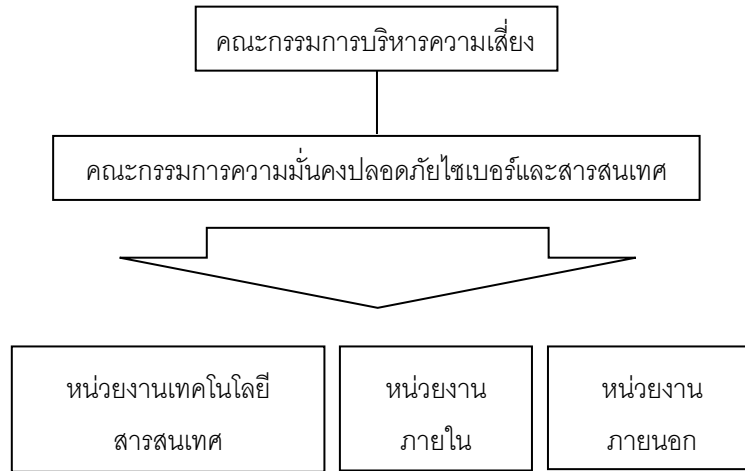 คณะกรรมการบริหารความเสี่ยง
คณะกรรมการความมั่นคงปลอดภัยไซเบอร์และสารสนเทศ
หน่วยงานเทคโนโลยี
สารสนเทศ
หน่วยงาน
ภายใน
หน่วยงาน
ภายนอก